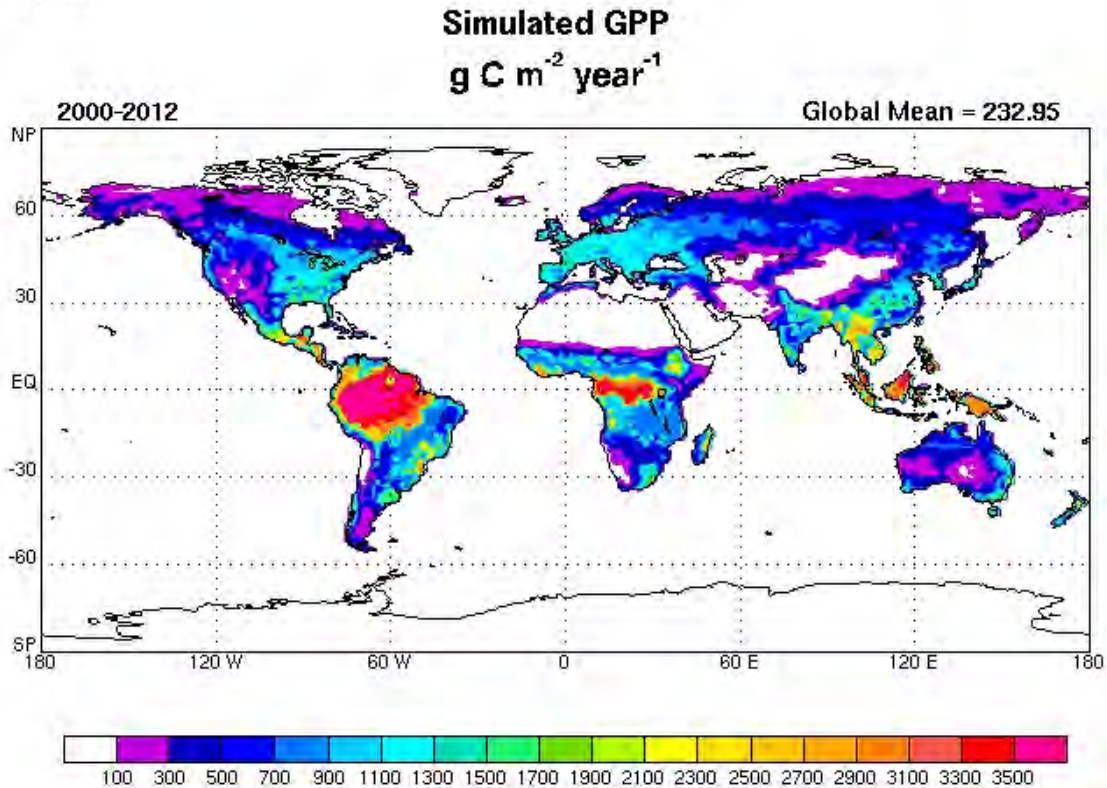 Simulated GPP
g C m-2 year-1
2000-2012 Global Mean = 232.95
NP
60
30
EQ
-30
-60
SP
180 120 W 60 W 0 60 E 120 E 180
100 300 500 700 900 1100 1300 1500 1700 1900 2100 2300 2500 2700 2900 3100 3300 3500